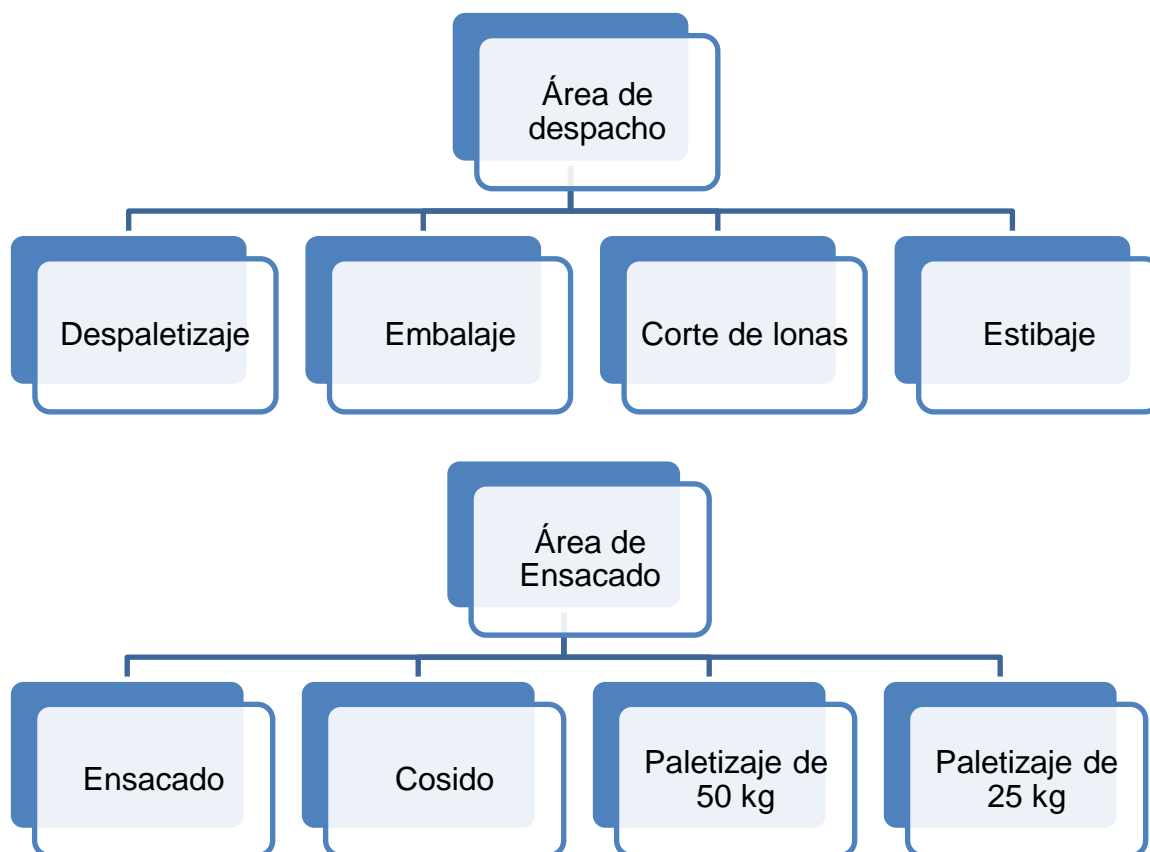 Área de
despacho
Despaletizaje
Embalaje
Corte de lonas
Estibaje
Área de
Ensacado
Ensacado
Cosido
Paletizaje de
50 kg
Paletizaje de
25 kg